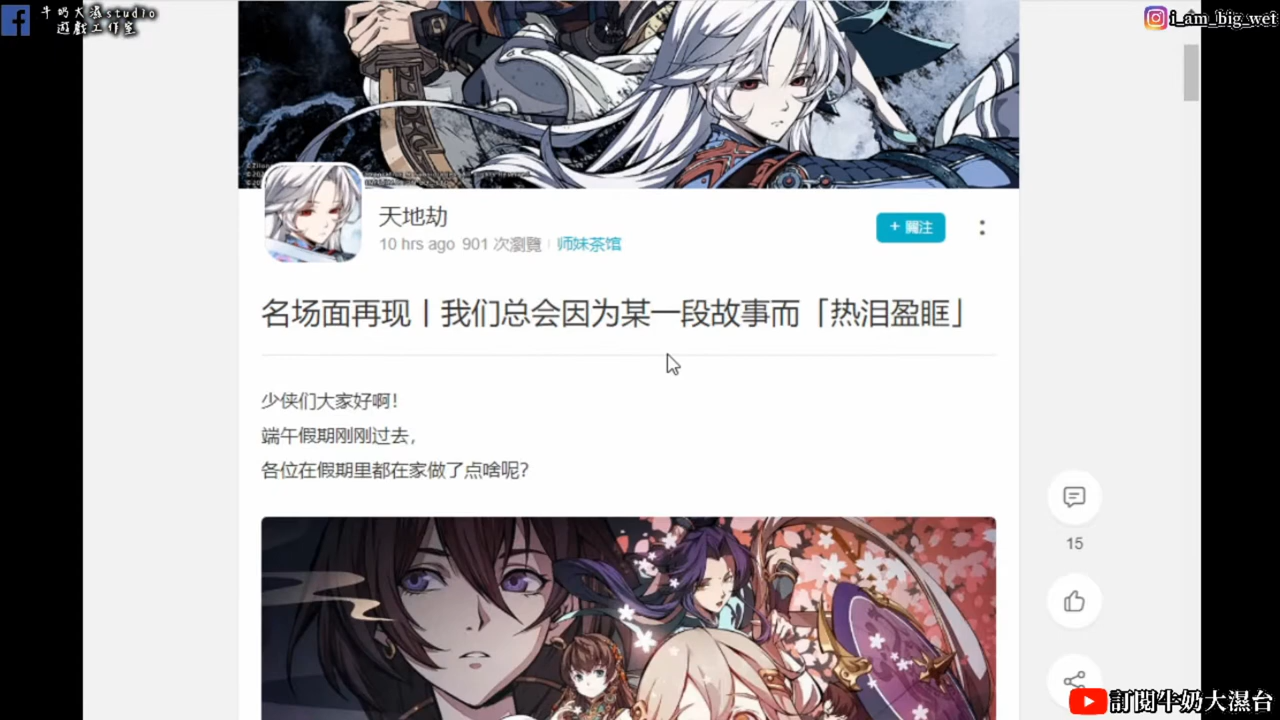 牛奶大濕studio
遊戲工作室
i_am_big_wet
天地劫
+ 關注
10 hrs ago 901 次瀏覽 师妹茶馆
名场面再现丨我们总会因为某一段故事而「热泪盈眶」
少侠们大家好啊!
端午假期刚刚过去,
各位在假期里都在家做了点啥呢?
15
訂閱牛奶大濕台